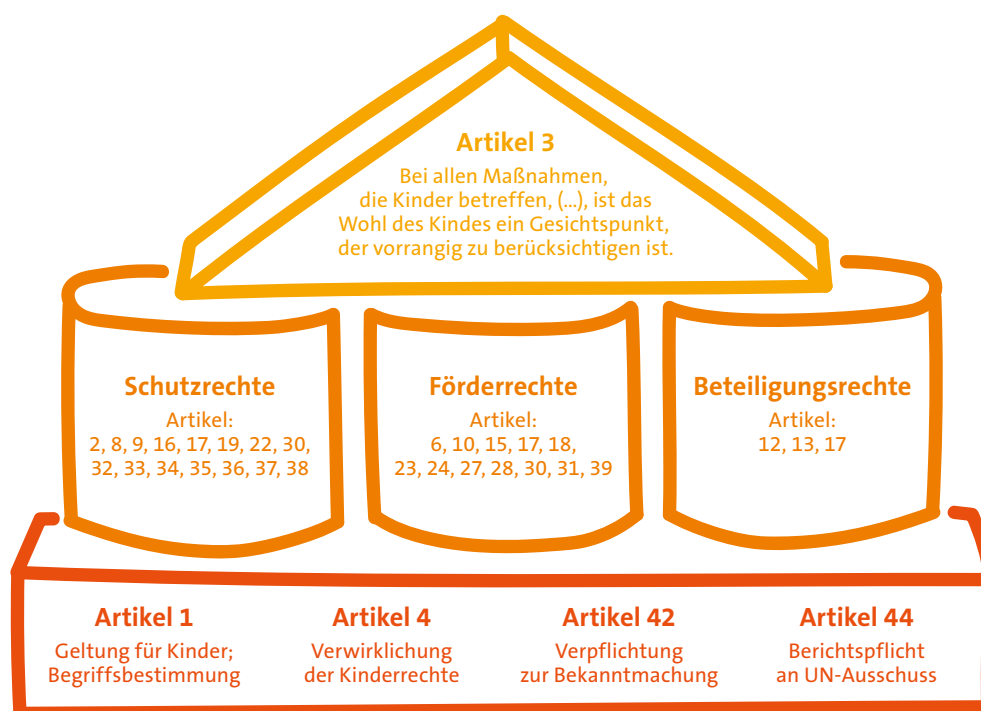 Artikel 3
Bei allen Maßnahmen,
die Kinder betreffen, (...), ist das
Wohl des Kindes ein Gesichtspunkt,
der vorrangig zu berücksichtigen ist.
Schutzrechte
Artikel:
2, 8, 9, 16, 17, 19, 22, 30,
32, 33, 34, 35, 36, 37, 38
Förderrechte
Artikel:
6, 10, 15, 17, 18,
23, 24, 27, 28, 30, 31, 39
Beteiligungsrechte
Artikel:
12, 13, 17
Artikel 1
Geltung für Kinder;
Begriffsbestimmung
Artikel 4
Verwirklichung
der Kinderrechte
Artikel 42
Verpflichtung
zur Bekanntmachung
Artikel 44
Berichtspflicht
an UN-Ausschuss